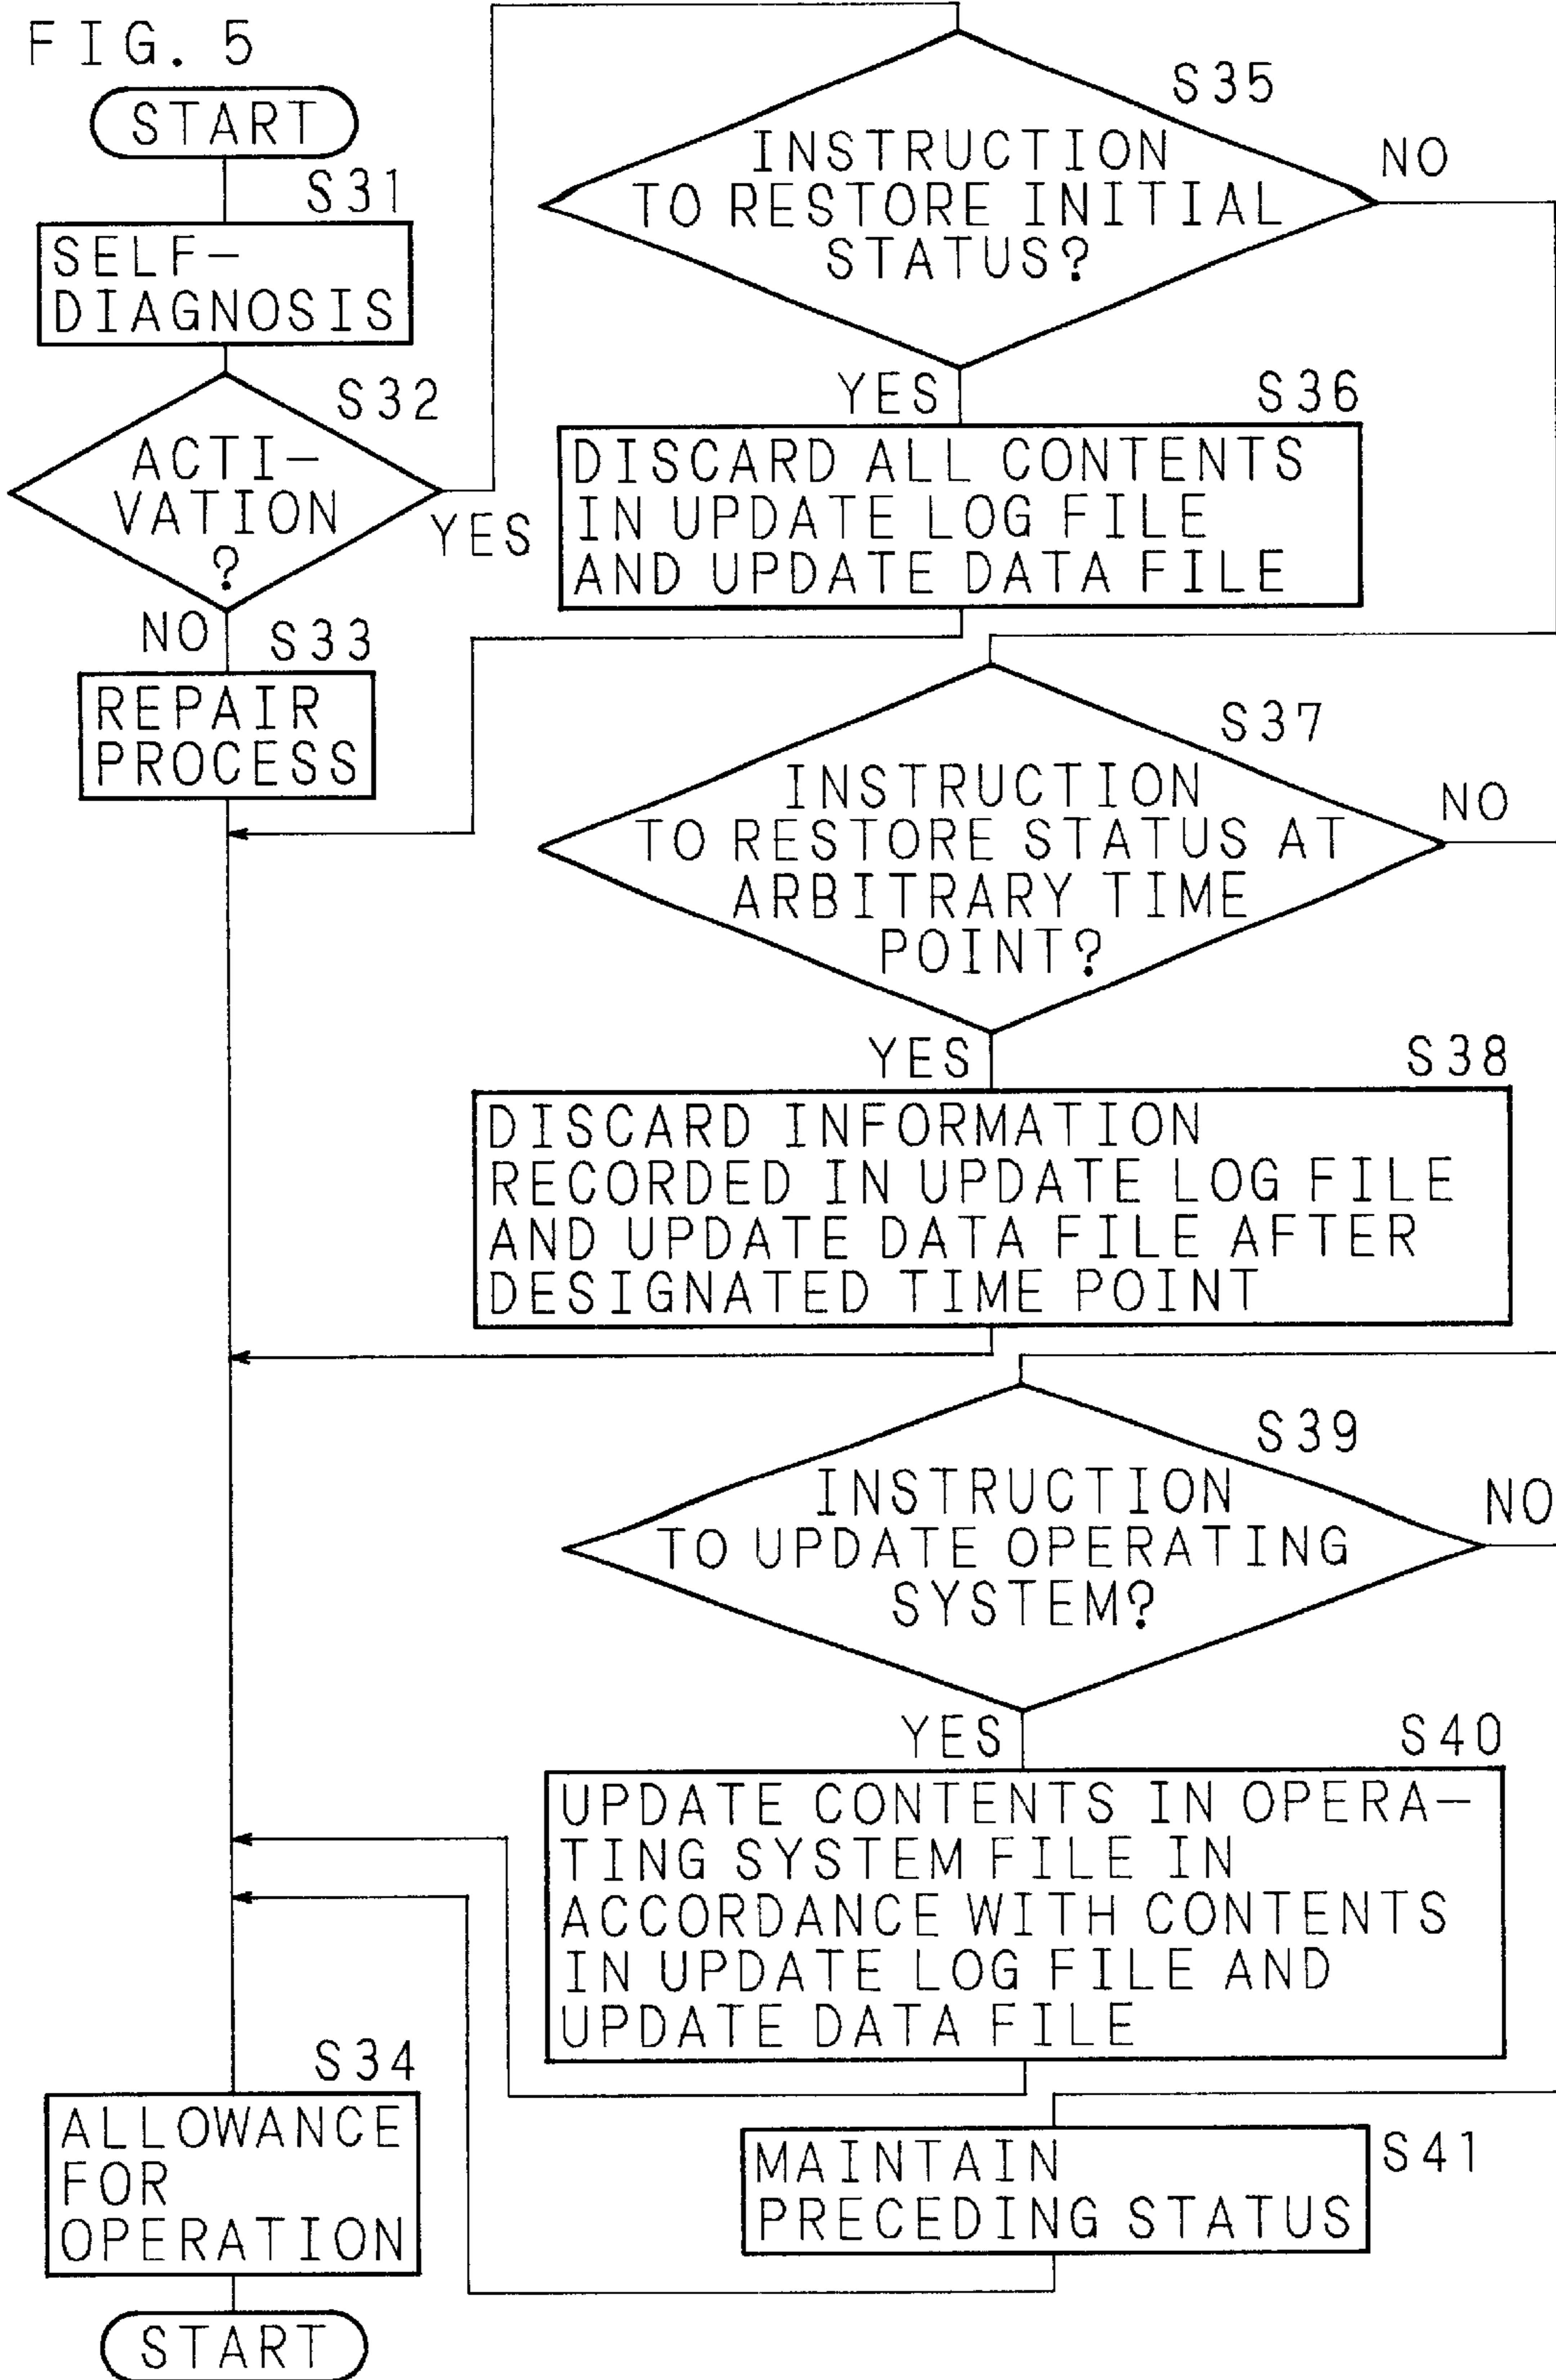 FIG. 5
START
S31
SELF-
DIAGNOSIS
S32
ACTI-
VATION
?
YES
NO
S33
REPAIR
PROCESS
S35
INSTRUCTION
TO RESTORE INITIAL
STATUS?
NO
YES
S36
DISCARD ALL CONTENTS
IN UPDATE LOG FILE
AND UPDATE DATA FILE
S37
INSTRUCTION
TO RESTORE STATUS AT
ARBITRARY TIME
POINT?
NO
YES
S38
DISCARD INFORMATION
RECORDED IN UPDATE LOG FILE
AND UPDATE DATA FILE AFTER
DESIGNATED TIME POINT
S39
INSTRUCTION
TO UPDATE OPERATING
SYSTEM?
NO
YES
S40
UPDATE CONTENTS IN OPERA-
TING SYSTEM FILE IN
ACCORDANCE WITH CONTENTS
IN UPDATE LOG FILE AND
UPDATE DATA FILE
S41
MAINTAIN
PRECEDING STATUS
S34
ALLOWANCE
FOR
OPERATION
START